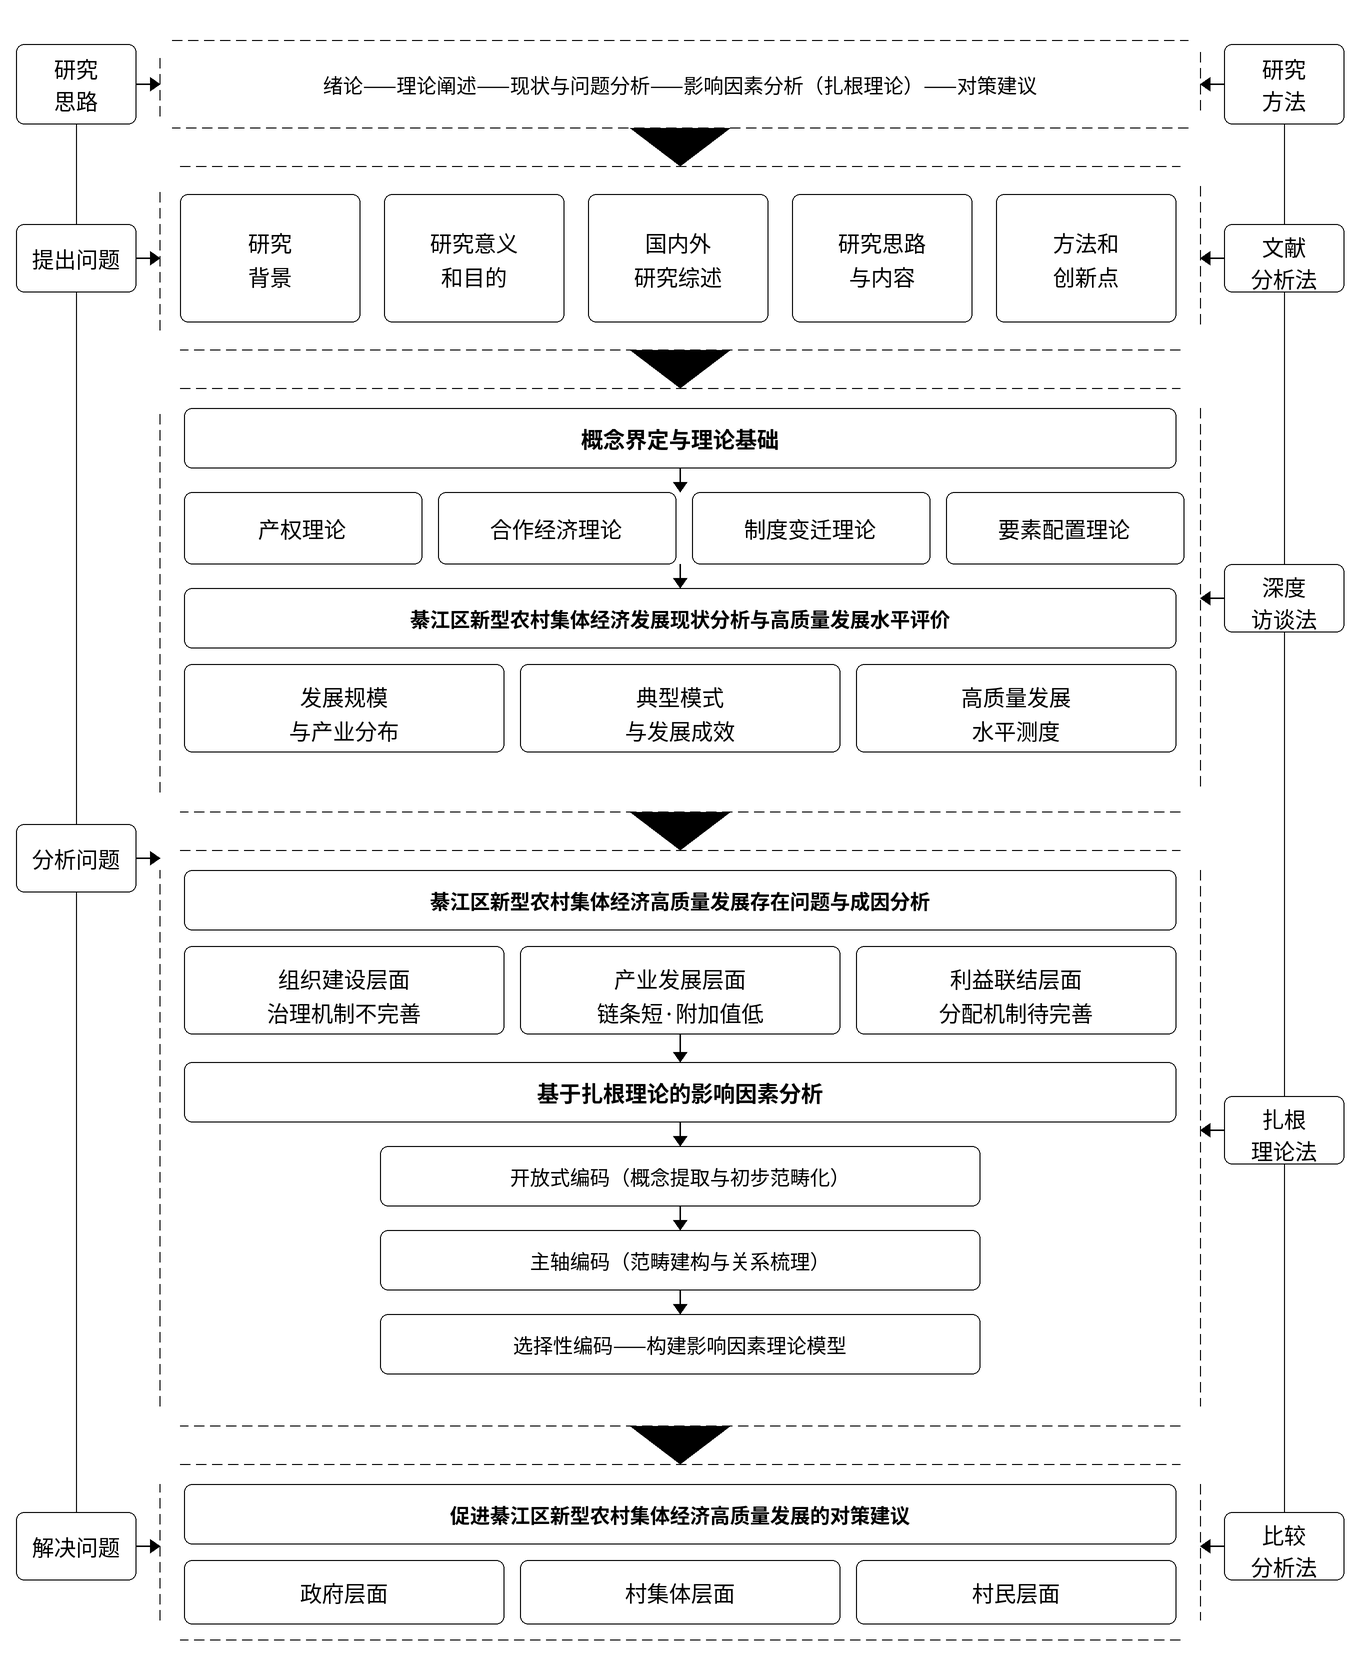 研究
思路
绪论——理论阐述——现状与问题分析——影响因素分析（扎根理论）——对策建议
研究
方法
提出问题
研究
背景
研究意义
和目的
国内外
研究综述
研究思路
与内容
方法和
创新点
文献
分析法
概念界定与理论基础
产权理论
合作经济理论
制度变迁理论
要素配置理论
深度
访谈法
綦江区新型农村集体经济发展现状分析与高质量发展水平评价
发展规模
与产业分布
典型模式
与发展成效
高质量发展
水平测度
分析问题
綦江区新型农村集体经济高质量发展存在问题与成因分析
组织建设层面
治理机制不完善
产业发展层面
链条短·附加值低
利益联结层面
分配机制待完善
基于扎根理论的影响因素分析
扎根
理论法
开放式编码（概念提取与初步范畴化）
主轴编码（范畴建构与关系梳理）
选择性编码——构建影响因素理论模型
促进綦江区新型农村集体经济高质量发展的对策建议
解决问题
比较
分析法
政府层面
村集体层面
村民层面